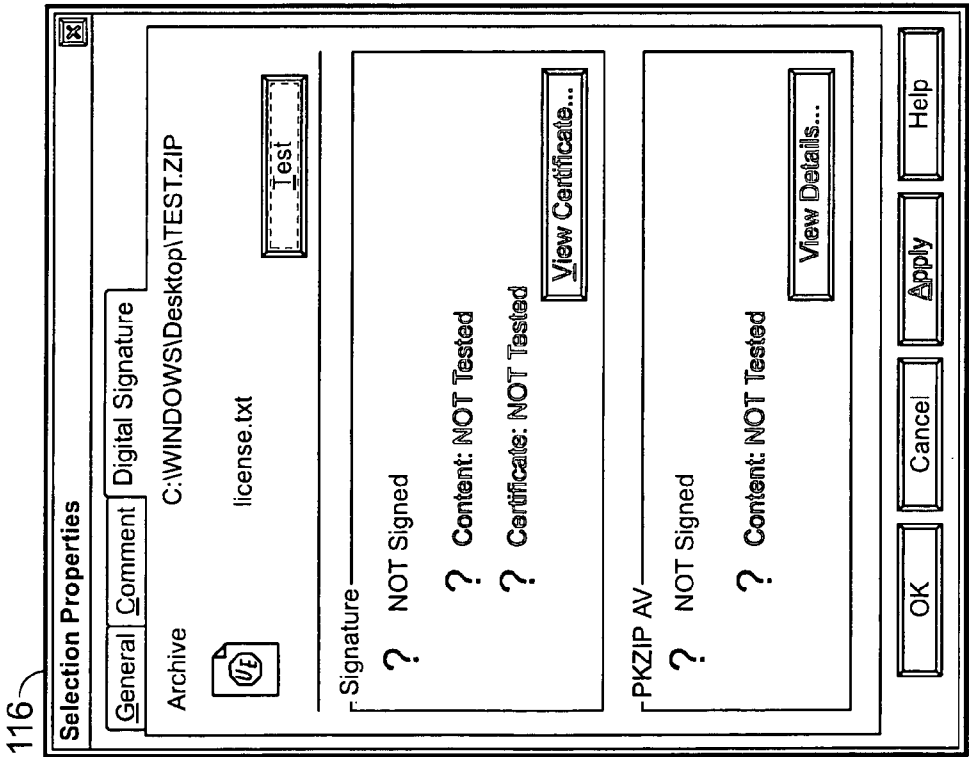 116
Selection Properties
General Comment Digital Signature
Archive C:\WINDOWS\Desktop\TEST.ZIP
UE license.txt
Test
Signature
? NOT Signed
? Content: NOT Tested
? Certificate: NOT Tested
View Certificate...
PKZIP AV
? NOT Signed
? Content: NOT Tested
View Details...
OK Cancel Apply Help